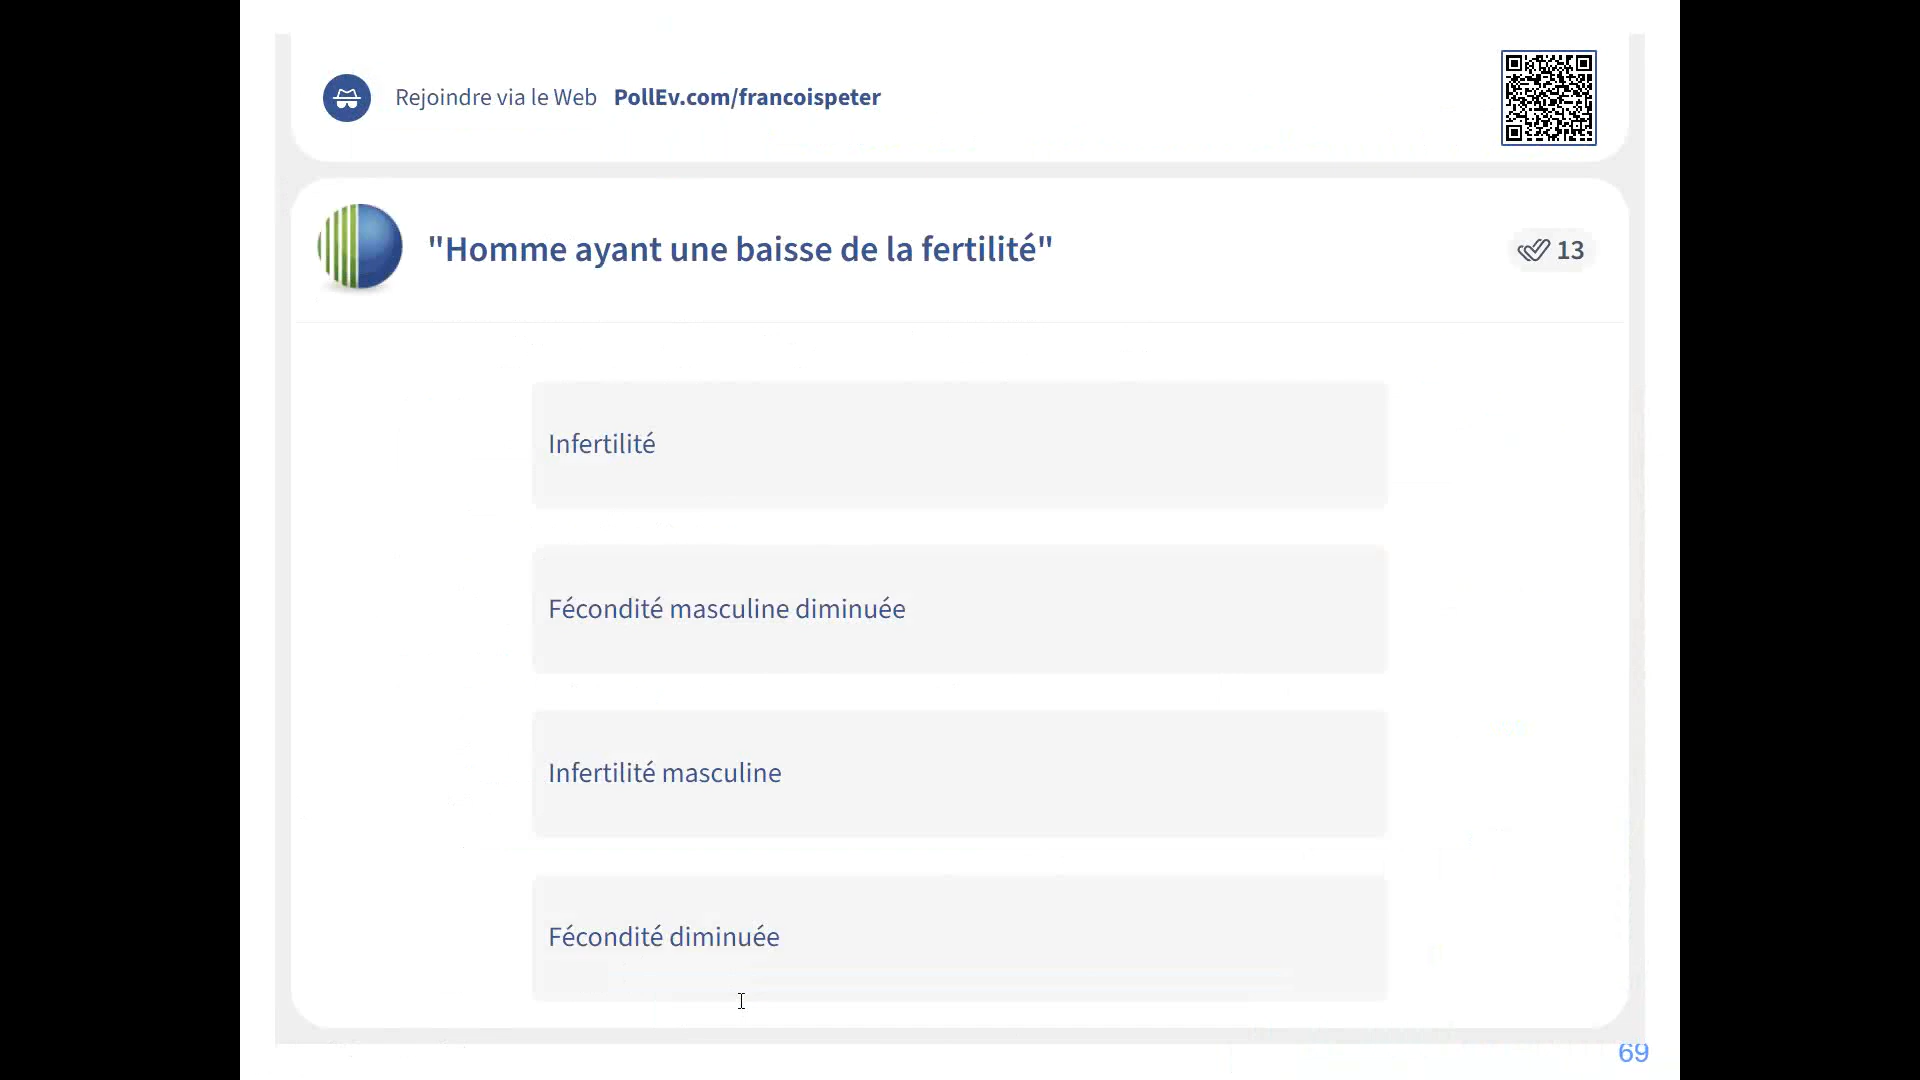 Rejoindre via le Web PollEv.com/francoispeter
"Homme ayant une baisse de la fertilité"
13
Infertilité
Fécondité masculine diminuée
Infertilité masculine
Fécondité diminuée
69